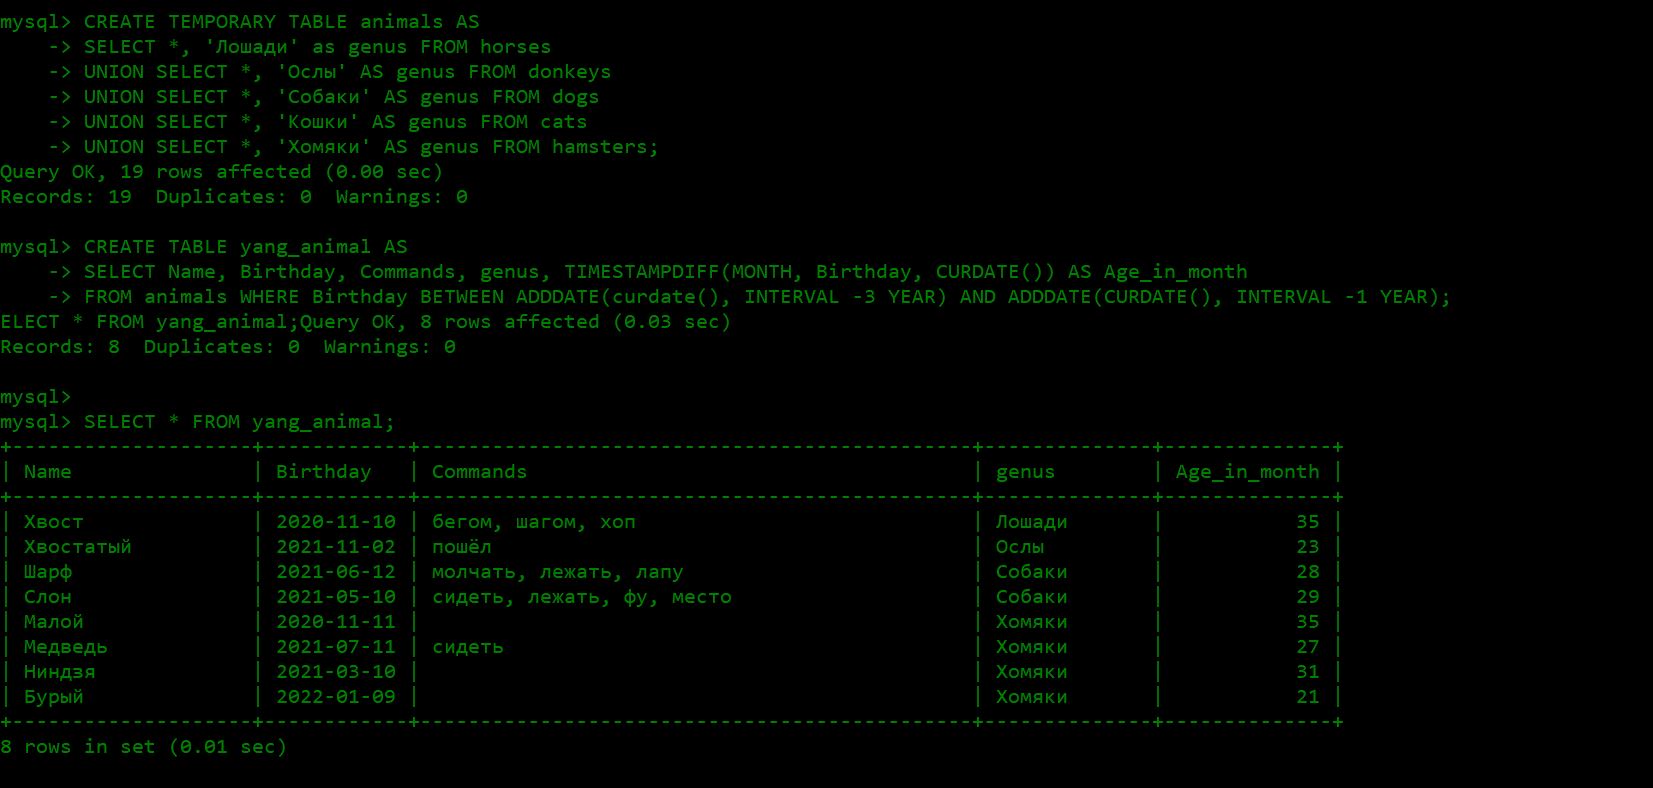 mysql> CREATE TEMPORARY TABLE animals AS
    -> SELECT *, 'Лошади' as genus FROM horses
    -> UNION SELECT *, 'Ослы' AS genus FROM donkeys
    -> UNION SELECT *, 'Собаки' AS genus FROM dogs
    -> UNION SELECT *, 'Кошки' AS genus FROM cats
    -> UNION SELECT *, 'Хомяки' AS genus FROM hamsters;
Query OK, 19 rows affected (0.00 sec)
Records: 19  Duplicates: 0  Warnings: 0

mysql> CREATE TABLE yang_animal AS
    -> SELECT Name, Birthday, Commands, genus, TIMESTAMPDIFF(MONTH, Birthday, CURDATE()) AS Age_in_month
    -> FROM animals WHERE Birthday BETWEEN ADDDATE(curdate(), INTERVAL -3 YEAR) AND ADDDATE(CURDATE(), INTERVAL -1 YEAR);
ELECT * FROM yang_animal;Query OK, 8 rows affected (0.03 sec)
Records: 8  Duplicates: 0  Warnings: 0

mysql>
mysql> SELECT * FROM yang_animal;
+--------------------+------------+----------------------------------------------+--------------+--------------+
| Name               | Birthday   | Commands                                     | genus        | Age_in_month |
+--------------------+------------+----------------------------------------------+--------------+--------------+
| Хвост              | 2020-11-10 | бегом, шагом, хоп                            | Лошади       |           35 |
| Хвостатый          | 2021-11-02 | пошёл                                        | Ослы         |           23 |
| Шарф               | 2021-06-12 | молчать, лежать, лапу                        | Собаки       |           28 |
| Слон               | 2021-05-10 | сидеть, лежать, фу, место                    | Собаки       |           29 |
| Малой              | 2020-11-11 |                                              | Хомяки       |           35 |
| Медведь            | 2021-07-11 | сидеть                                       | Хомяки       |           27 |
| Ниндзя             | 2021-03-10 |                                              | Хомяки       |           31 |
| Бурый              | 2022-01-09 |                                              | Хомяки       |           21 |
+--------------------+------------+----------------------------------------------+--------------+--------------+
8 rows in set (0.01 sec)